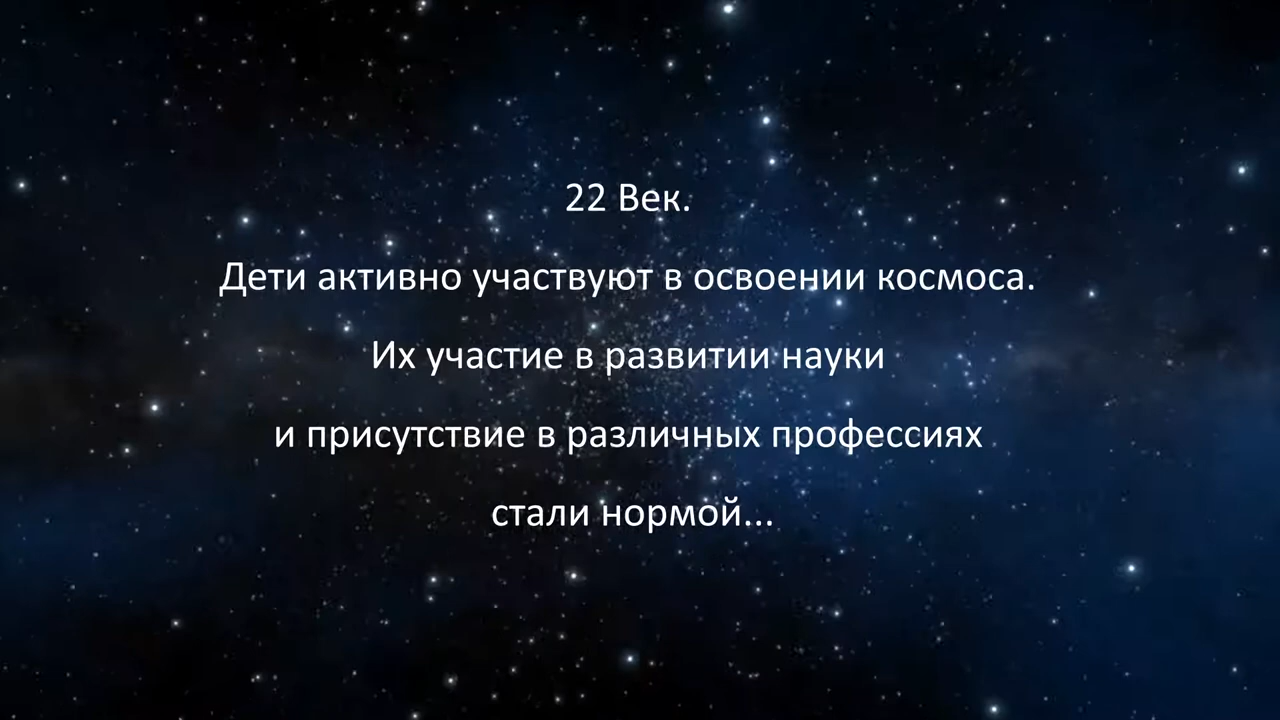 22 Век.
Дети активно участвуют в освоении космоса.
Их участие в развитии науки
и присутствие в различных профессиях
стали нормой...